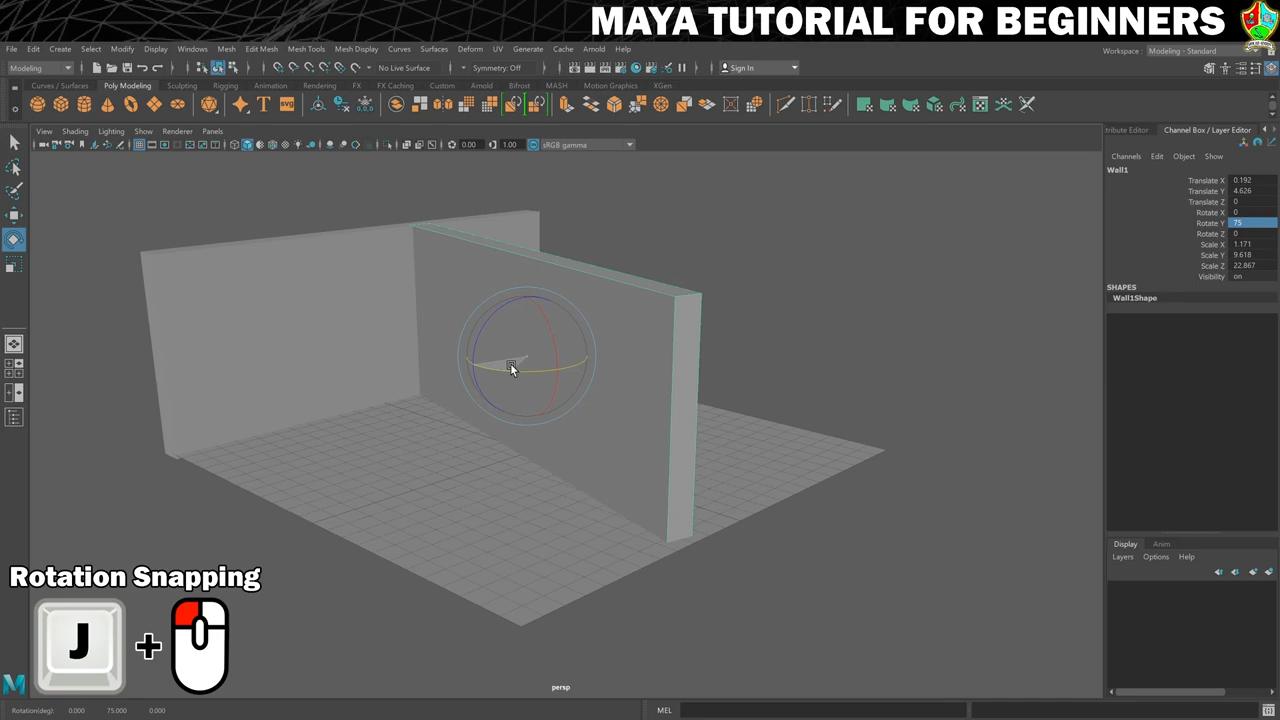 MAYA TUTORIAL FOR BEGINNERS
File Edit Create Select Modify Display Windows Mesh Edit Mesh Mesh Tools Mesh Display Curves Surfaces Deform UV Generate Cache Arnold Help
Workspace : Modeling - Standard
Modeling No Live Surface Symmetry: Off Sign In
Curves / Surfaces Poly Modeling Sculpting Rigging Animation Rendering FX FX Caching Custom Arnold Bifrost MASH Motion Graphics XGen
View Shading Lighting Show Renderer Panels
tribute Editor Channel Box / Layer Editor
0.00 1.00 sRGB gamma
Channels Edit Object Show
Wall1
Translate X 0.192
Translate Y 4.626
Translate Z 0
Rotate X 0
Rotate Y 75
Rotate Z 0
Scale X 1.171
Scale Y 9.618
Scale Z 22.867
Visibility on
SHAPES
Wall1Shape
Display Anim
Layers Options Help
Rotation Snapping
J +
persp
Rotation(deg): 0.000 75.000 0.000 MEL